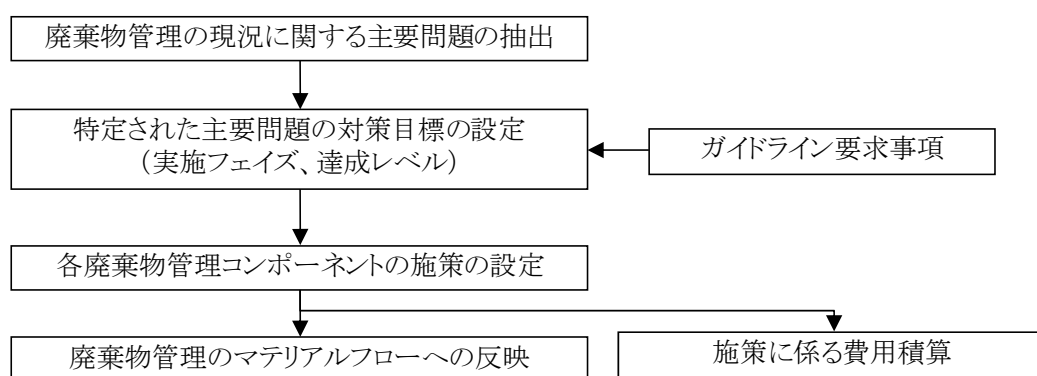 廃棄物管理の現況に関する主要問題の抽出
特定された主要問題の対策目標の設定
（実施フェイズ、達成レベル）
ガイドライン要求事項
各廃棄物管理コンポーネントの施策の設定
廃棄物管理のマテリアルフローへの反映
施策に係る費用積算